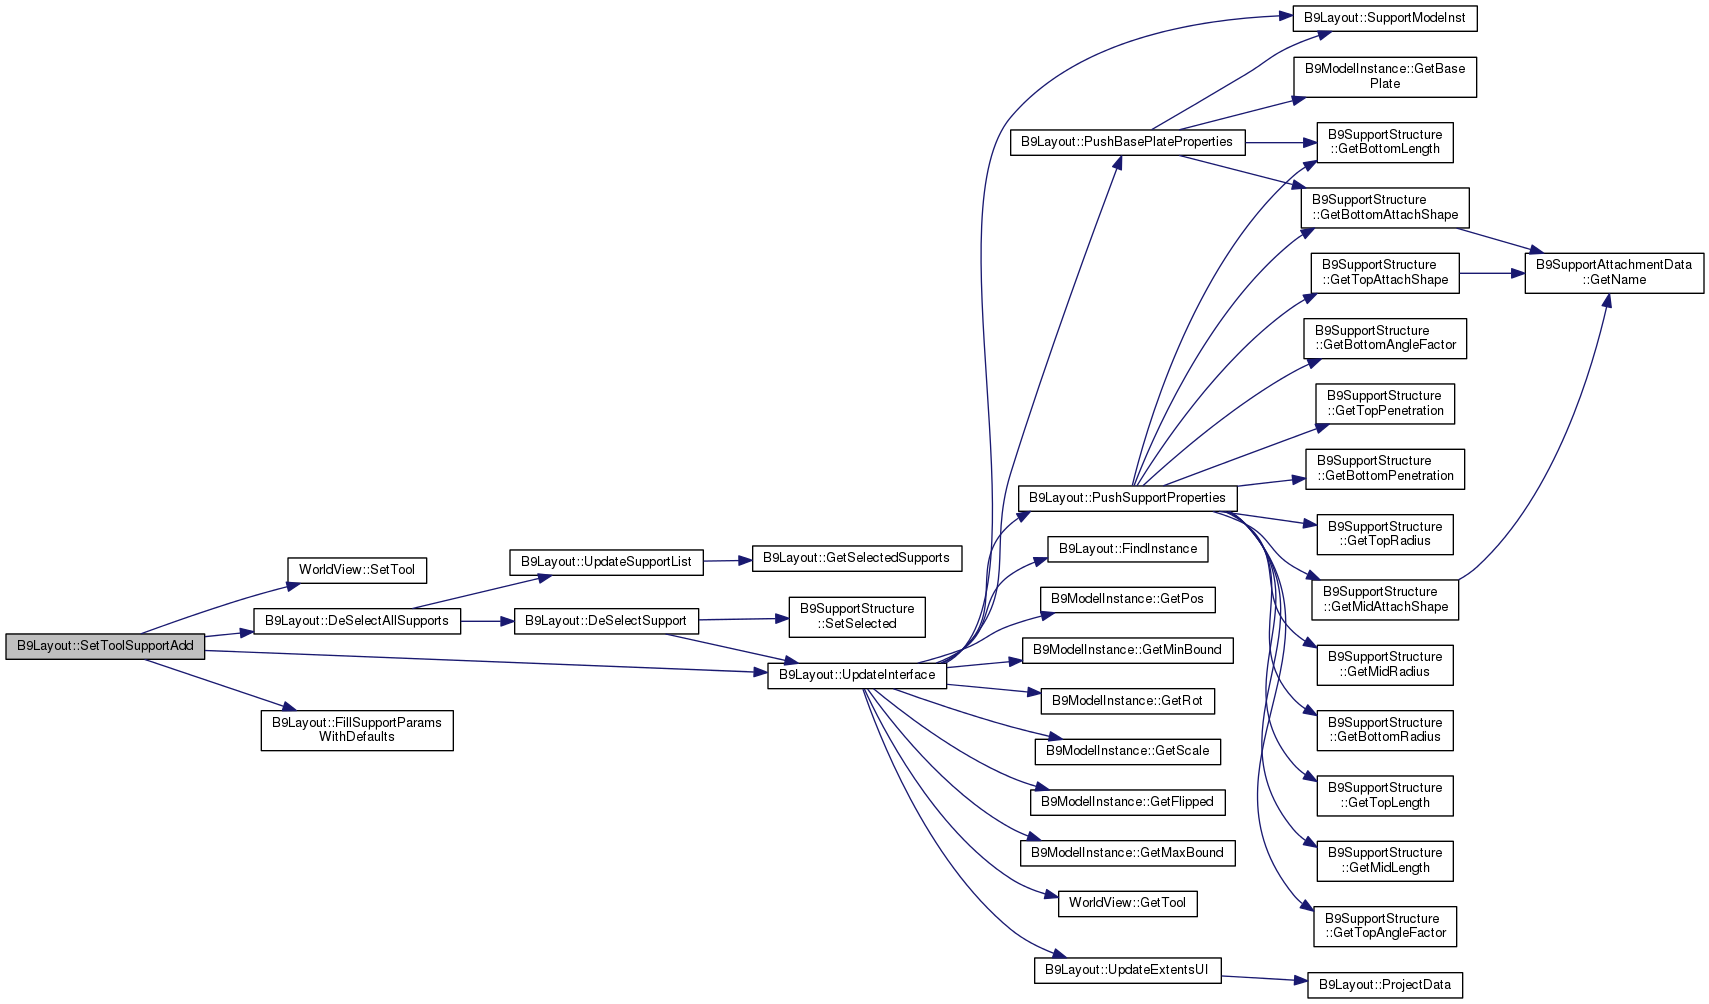 B9Layout::SetToolSupportAdd
WorldView::SetTool
B9Layout::DeSelectAllSupports
B9Layout::FillSupportParams
WithDefaults
B9Layout::UpdateSupportList
B9Layout::DeSelectSupport
B9Layout::GetSelectedSupports
B9SupportStructure
::SetSelected
B9Layout::UpdateInterface
B9Layout::PushBasePlateProperties
B9Layout::PushSupportProperties
B9Layout::FindInstance
B9ModelInstance::GetPos
B9ModelInstance::GetMinBound
B9ModelInstance::GetRot
B9ModelInstance::GetScale
B9ModelInstance::GetFlipped
B9ModelInstance::GetMaxBound
WorldView::GetTool
B9Layout::UpdateExtentsUI
B9Layout::SupportModeInst
B9ModelInstance::GetBase
Plate
B9SupportStructure
::GetBottomLength
B9SupportStructure
::GetBottomAttachShape
B9SupportStructure
::GetTopAttachShape
B9SupportStructure
::GetBottomAngleFactor
B9SupportStructure
::GetTopPenetration
B9SupportStructure
::GetBottomPenetration
B9SupportStructure
::GetTopRadius
B9SupportStructure
::GetMidAttachShape
B9SupportStructure
::GetMidRadius
B9SupportStructure
::GetBottomRadius
B9SupportStructure
::GetTopLength
B9SupportStructure
::GetMidLength
B9SupportStructure
::GetTopAngleFactor
B9Layout::ProjectData
B9SupportAttachmentData
::GetName